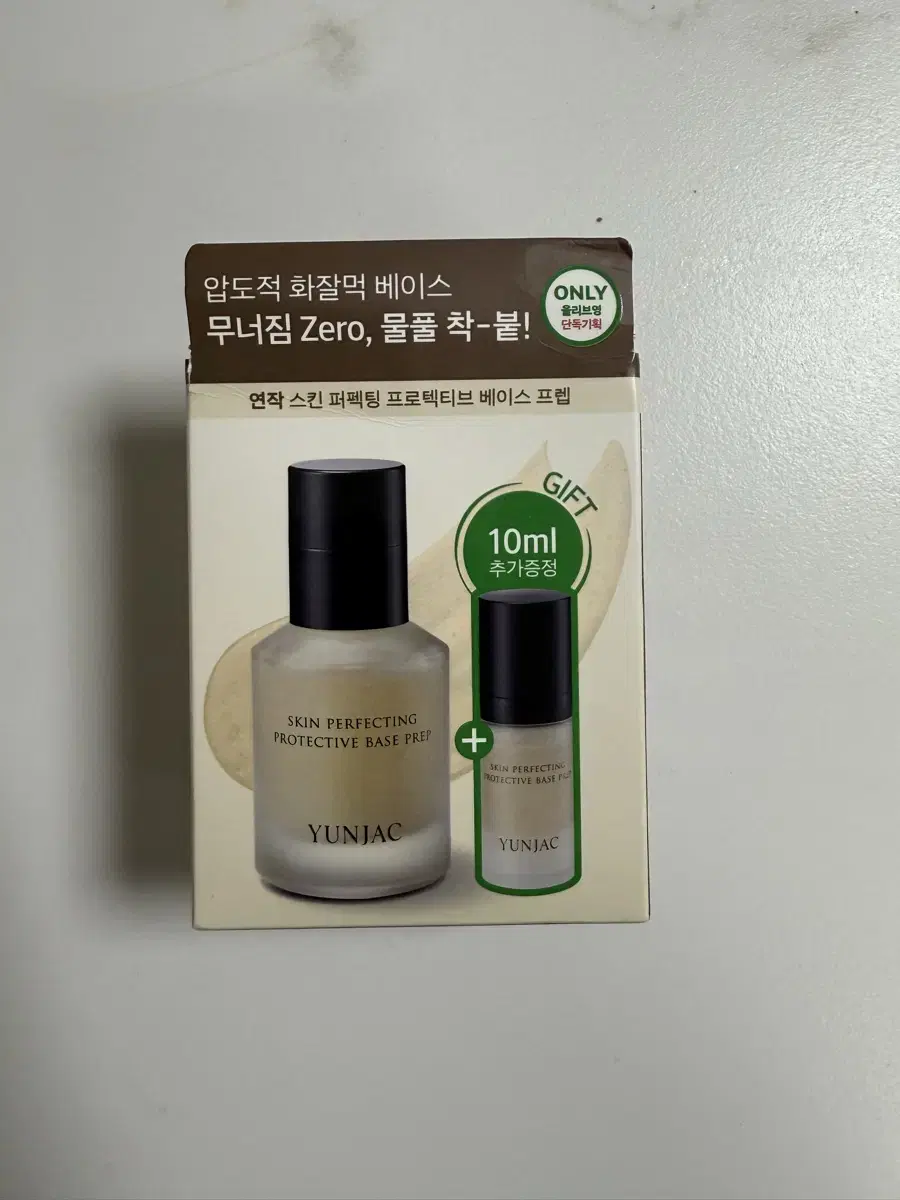 압도적 화잘먹 베이스
무너짐 Zero, 물풀 착-붙!
ONLY
올리브영
단독기획
연작 스킨 퍼펙팅 프로텍티브 베이스 프렙
GIFT
10ml
추가증정
SKIN PERFECTING
PROTECTIVE BASE PREP
YUNJAC
+
SKIN PERFECTING
PROTECTIVE BASE PREP
YUNJAC